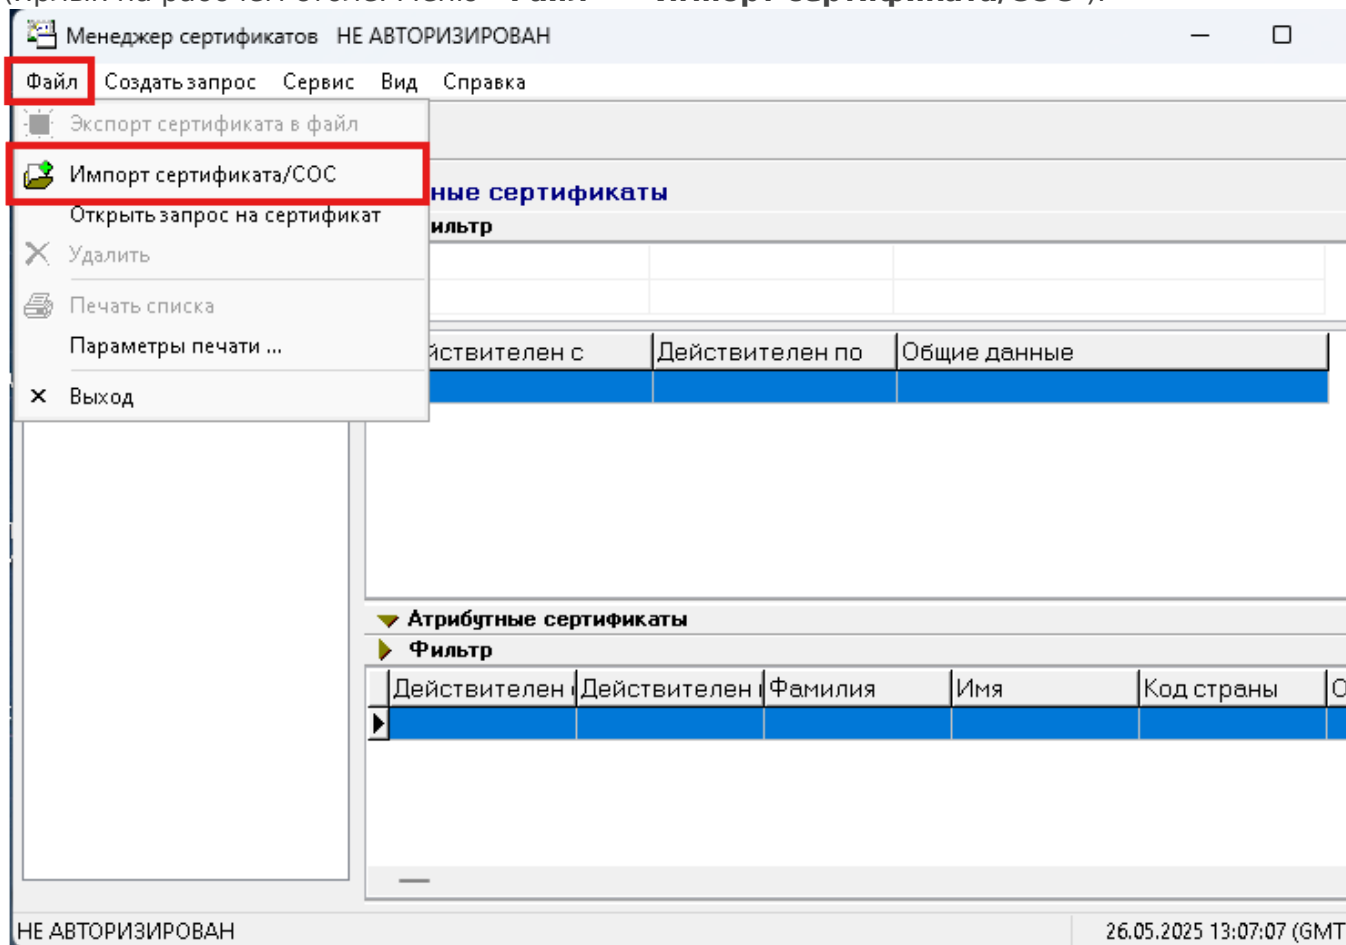 Менеджер сертификатов НЕ АВТОРИЗИРОВАН
Файл Создать запрос Сервис Вид Справка
Экспорт сертификата в файл
Импорт сертификата/СОС
ные сертификаты
Открыть запрос на сертификат
ильтр
Удалить
Печать списка
Параметры печати ...
йствителен с Действителен по Общие данные
Выход
Атрибутные сертификаты
Фильтр
Действителен Действителен Фамилия Имя Код страны О
НЕ АВТОРИЗИРОВАН 26.05.2025 13:07:07 (GMT